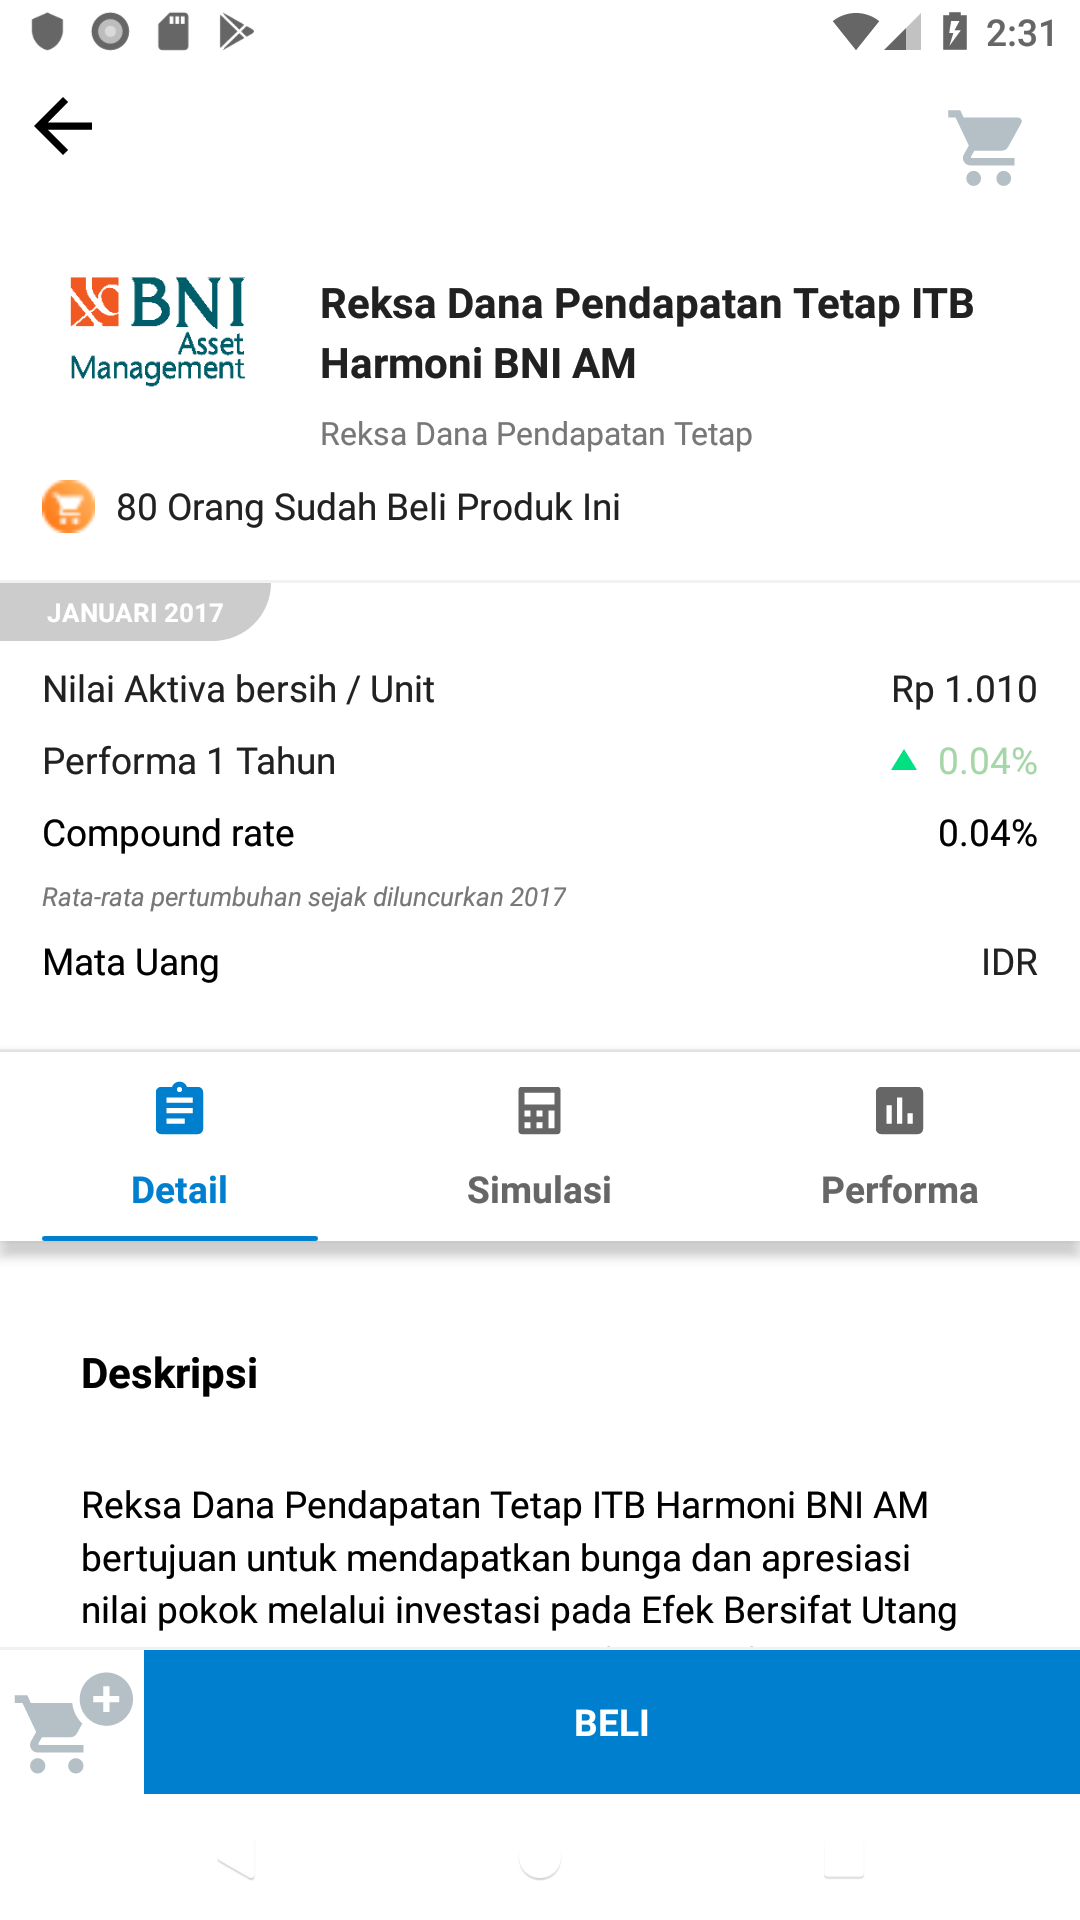 2:31
BNI
Asset
Management
Reksa Dana Pendapatan Tetap ITB
Harmoni BNI AM
Reksa Dana Pendapatan Tetap
80 Orang Sudah Beli Produk Ini
JANUARI 2017
Nilai Aktiva bersih / Unit Rp 1.010
Performa 1 Tahun 0.04%
Compound rate 0.04%
Rata-rata pertumbuhan sejak diluncurkan 2017
Mata Uang IDR
Detail Simulasi Performa
Deskripsi
Reksa Dana Pendapatan Tetap ITB Harmoni BNI AM
bertujuan untuk mendapatkan bunga dan apresiasi
nilai pokok melalui investasi pada Efek Bersifat Utang
BELI